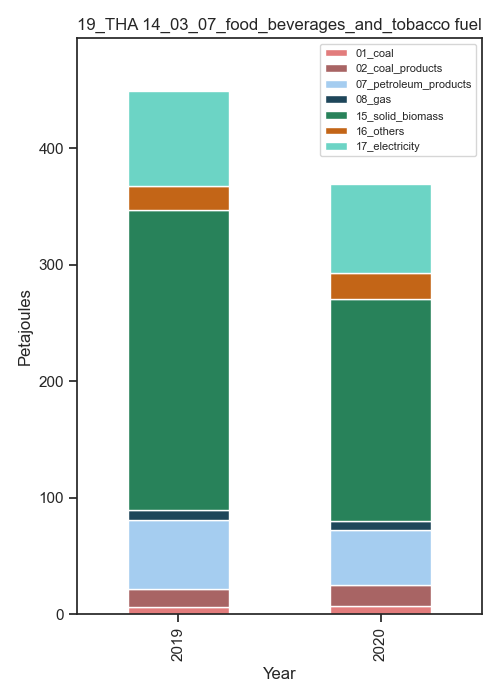 19_THA 14_03_07_food_beverages_and_tobacco fuel
01_coal
02_coal_products
07_petroleum_products
08_gas
15_solid_biomass
16_others
17_electricity
400
300
200
100
0
Petajoules
2019
2020
Year